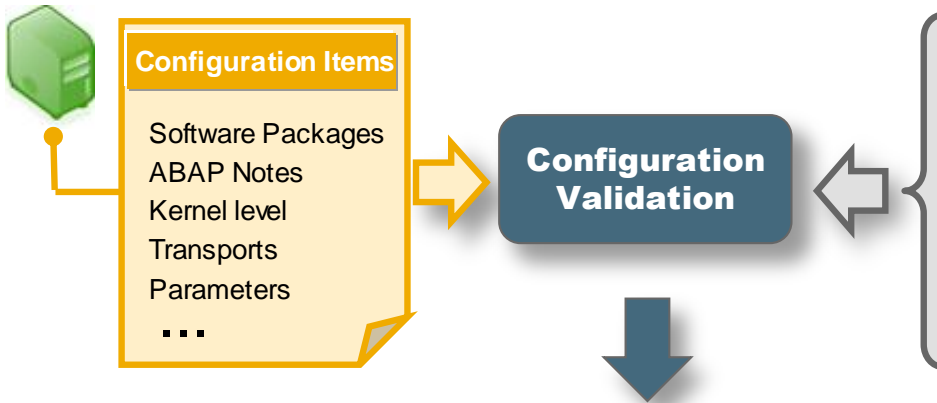 Configuration Items
Software Packages
ABAP Notes
Kernel level
Transports
Parameters
...
Configuration
Validation